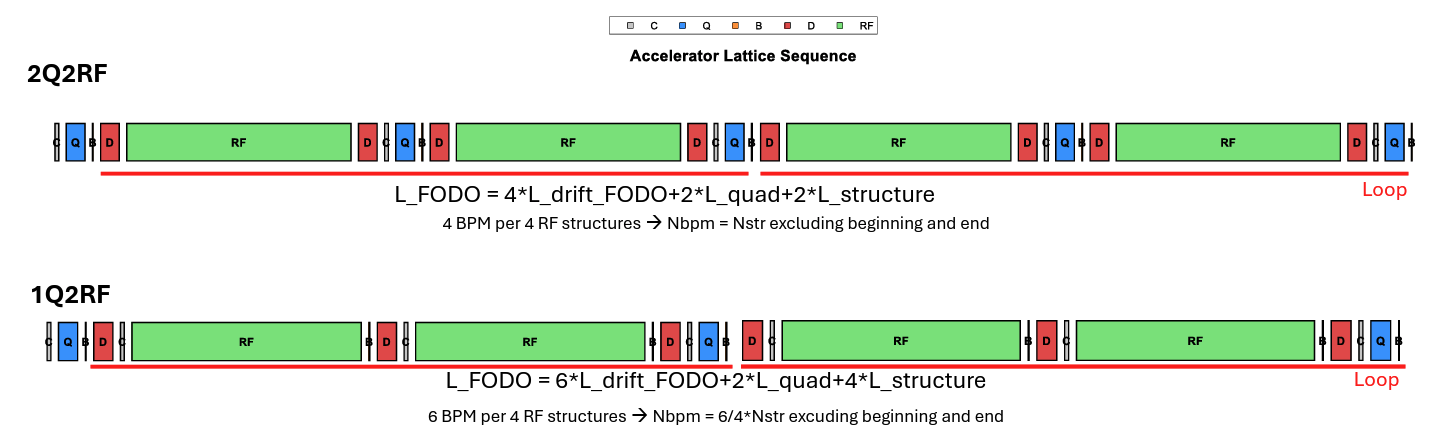 C Q B D RF
Accelerator Lattice Sequence
2Q2RF
C Q B D RF D C Q B D RF D C Q B D RF D C Q B D RF D C Q B
Loop
L_FODO = 4*L_drift_FODO+2*L_quad+2*L_structure
4 BPM per 4 RF structures → Nbpm = Nstr excluding beginning and end
1Q2RF
C Q B D C RF B D C RF B D C Q B D C RF B D C RF B D C Q B
Loop
L_FODO = 6*L_drift_FODO+2*L_quad+4*L_structure
6 BPM per 4 RF structures → Nbpm = 6/4*Nstr excuding beginning and end